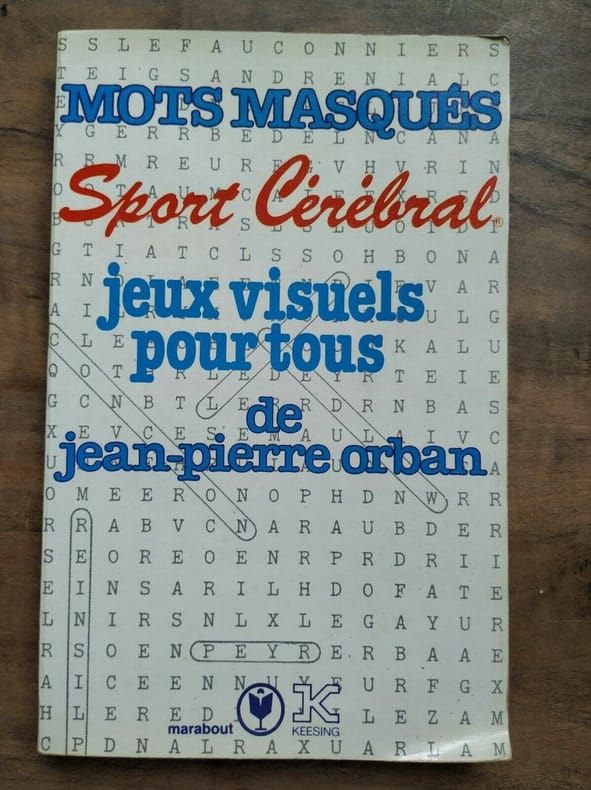 S S L E F A U C O N N I E R S
T E I G S A N D R E N I A L C
MOTS MASQUÉS
Y G E R R B E D E L N C A N A
R R M R E U R E G V H V R I N
Sport Cérébral®
G T I A T C L S S O H B O N A
jeux visuels
pour tous
G C N B T L E R R D R N B A S
de
jean-pierre orban
O M E E R O N O P H D N W R R
R R A B V C N A R A U B D E R
S E O R E O E N R P R D R I I
E I N S A R I L H D O F A T E
L N I R S N L X L E G A Y U R
R S O E N P E Y R E R B A A E
A I C E E N N U Y E U R F G X
H L E R E D L E Z A M M
marabout
KEESING
C P D N A L R A X U A R L A M